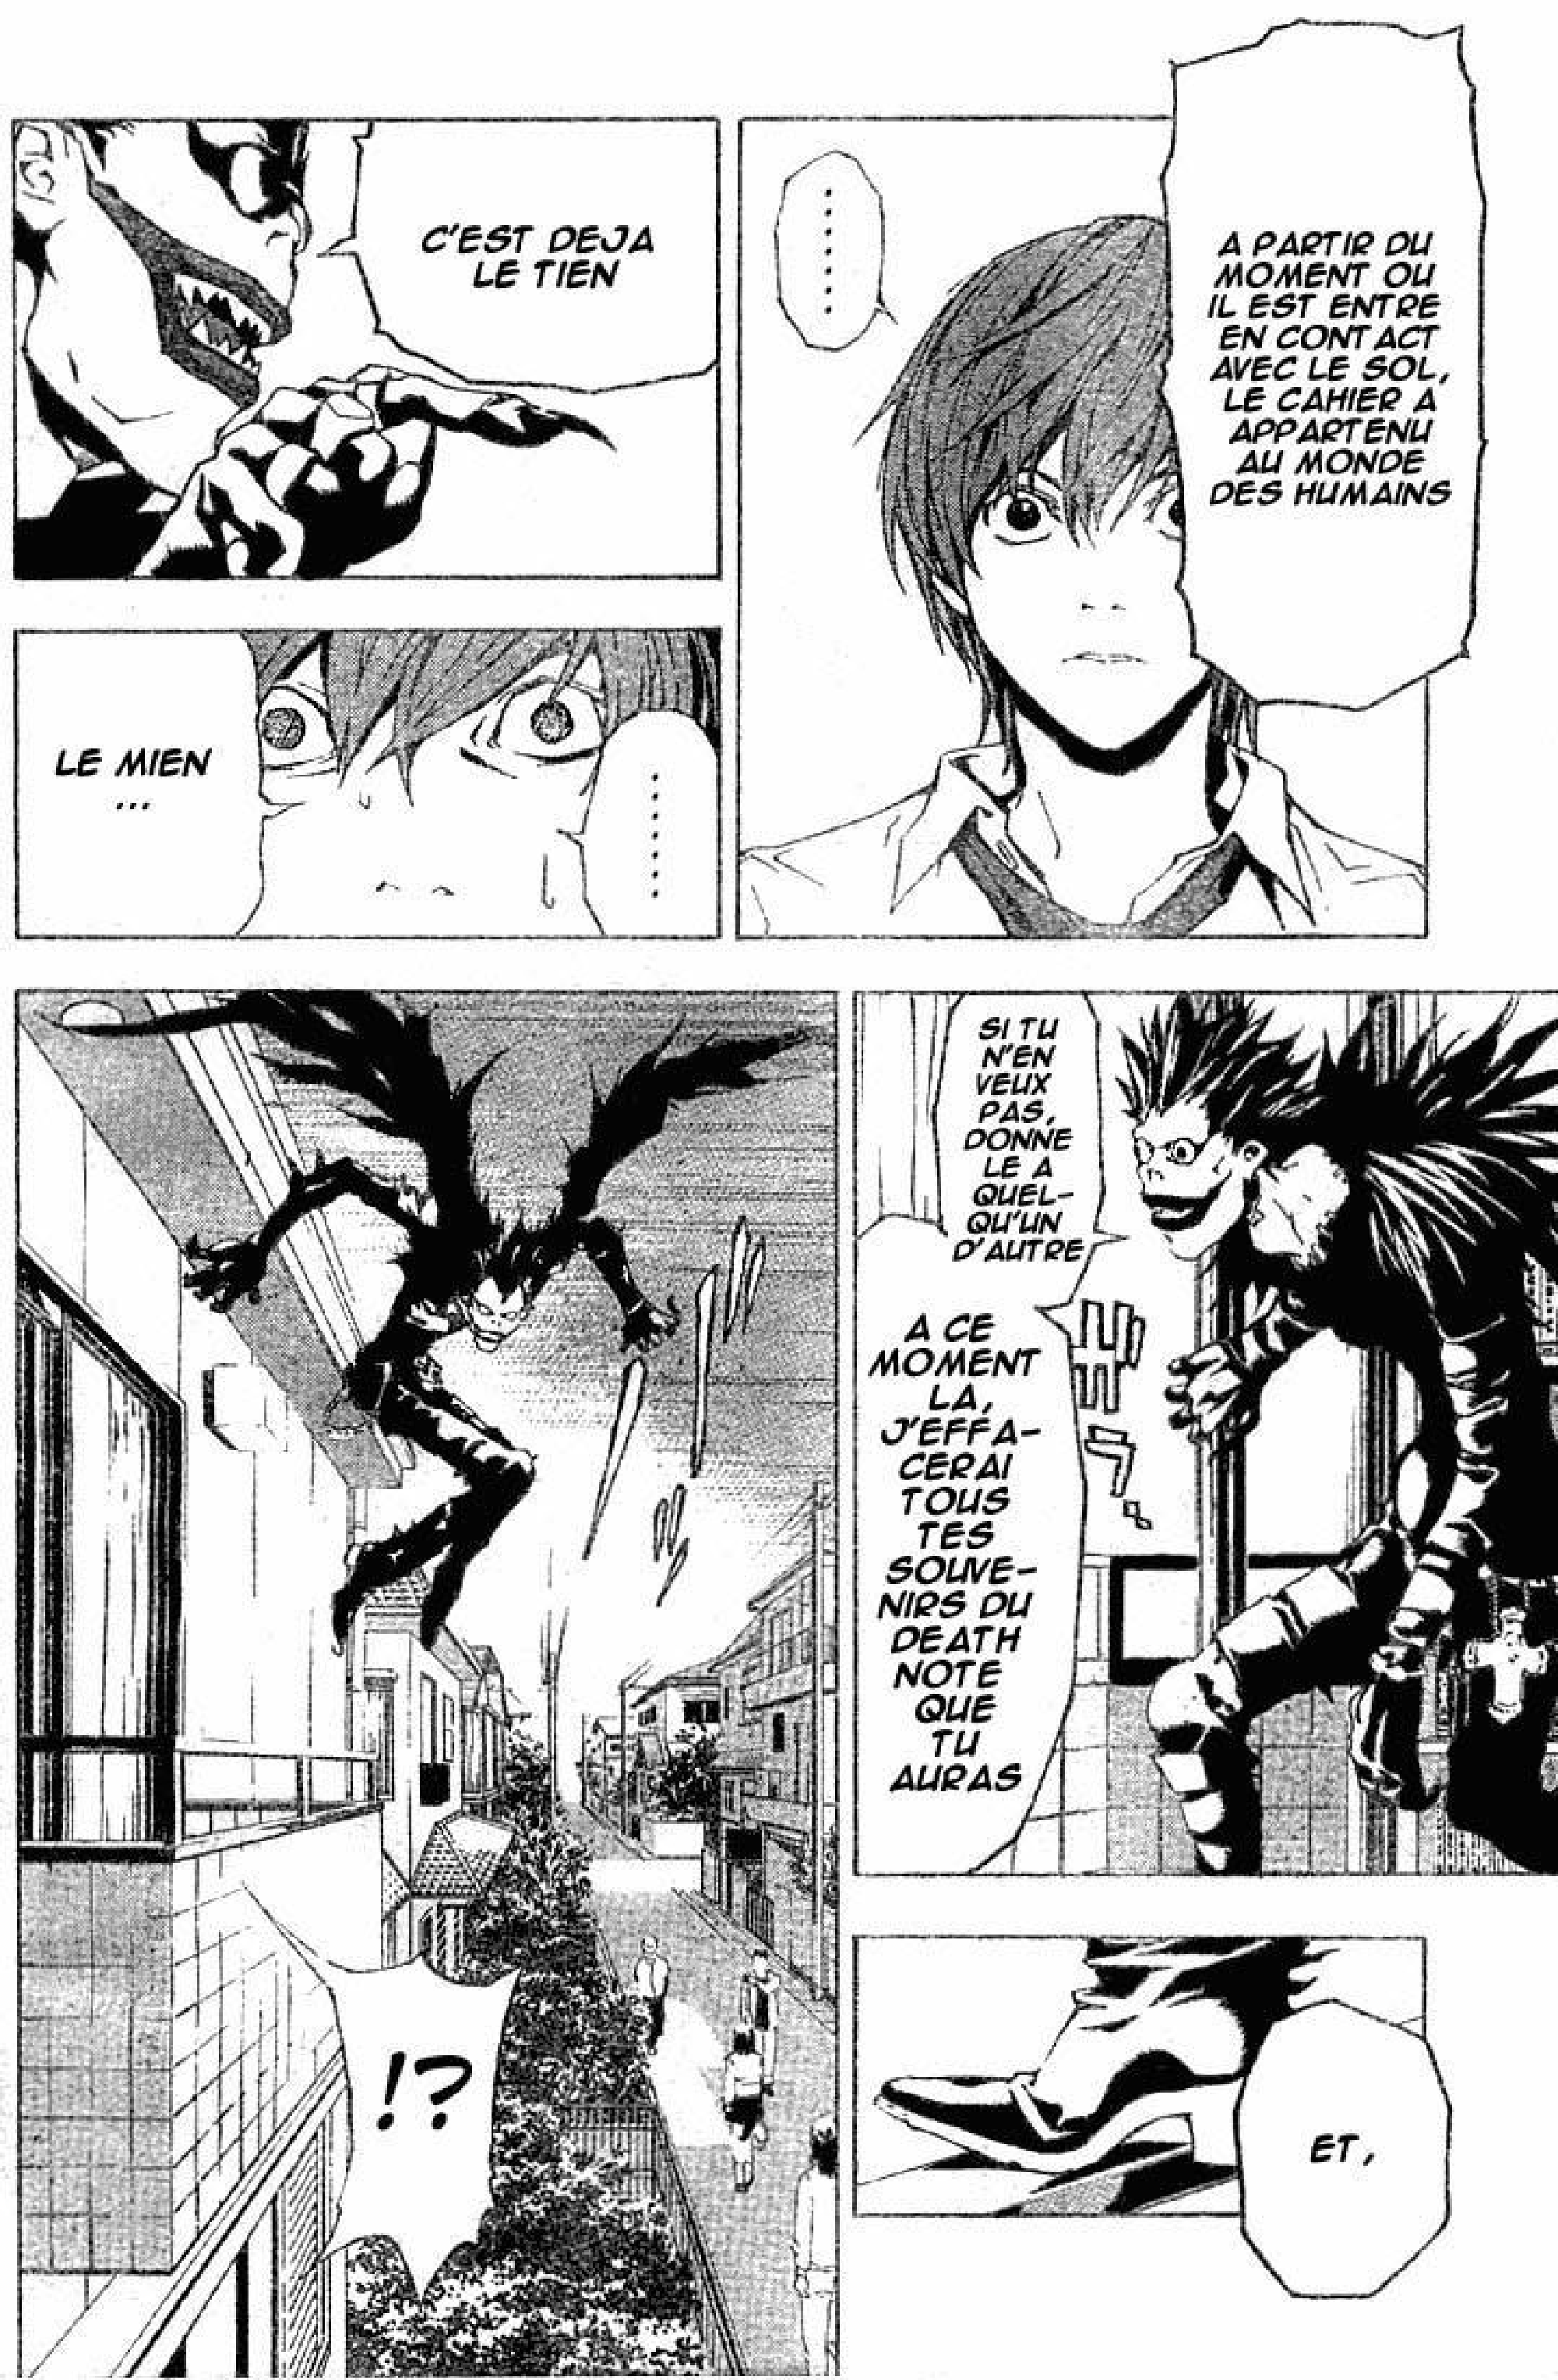 A PARTIR DU
MOMENT OU
IL EST ENTRE
EN CONTACT
AVEC LE SOL,
LE CAHIER A
APPARTENU
AU MONDE
DES HUMAINS
.......
C'EST DEJA
LE TIEN
.......
LE MIEN
...
SI TU
N'EN
VEUX
PAS,
DONNE
LE A
QUEL-
QU'UN
D'AUTRE
A CE
MOMENT
LA,
J'EFFA-
CERAI
TOUS
TES
SOUVE-
NIRS DU
DEATH
NOTE
QUE
TU
AURAS
ET,
!?